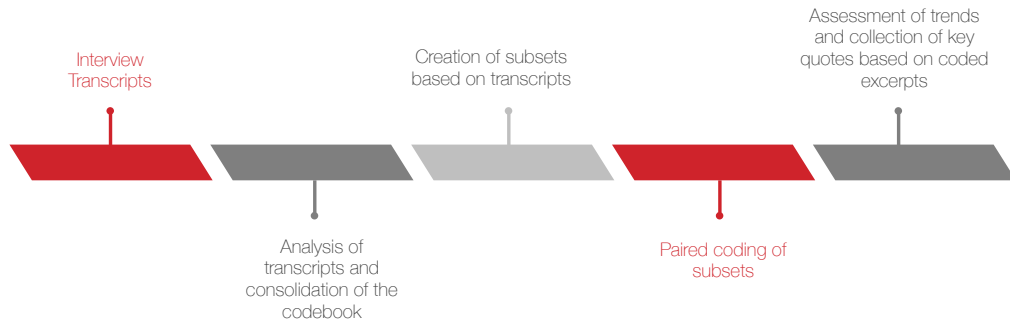 Interview
Transcripts
Analysis of
transcripts and
consolidation of the
codebook
Creation of subsets
based on transcripts
Paired coding of
subsets
Assessment of trends
and collection of key
quotes based on coded
excerpts